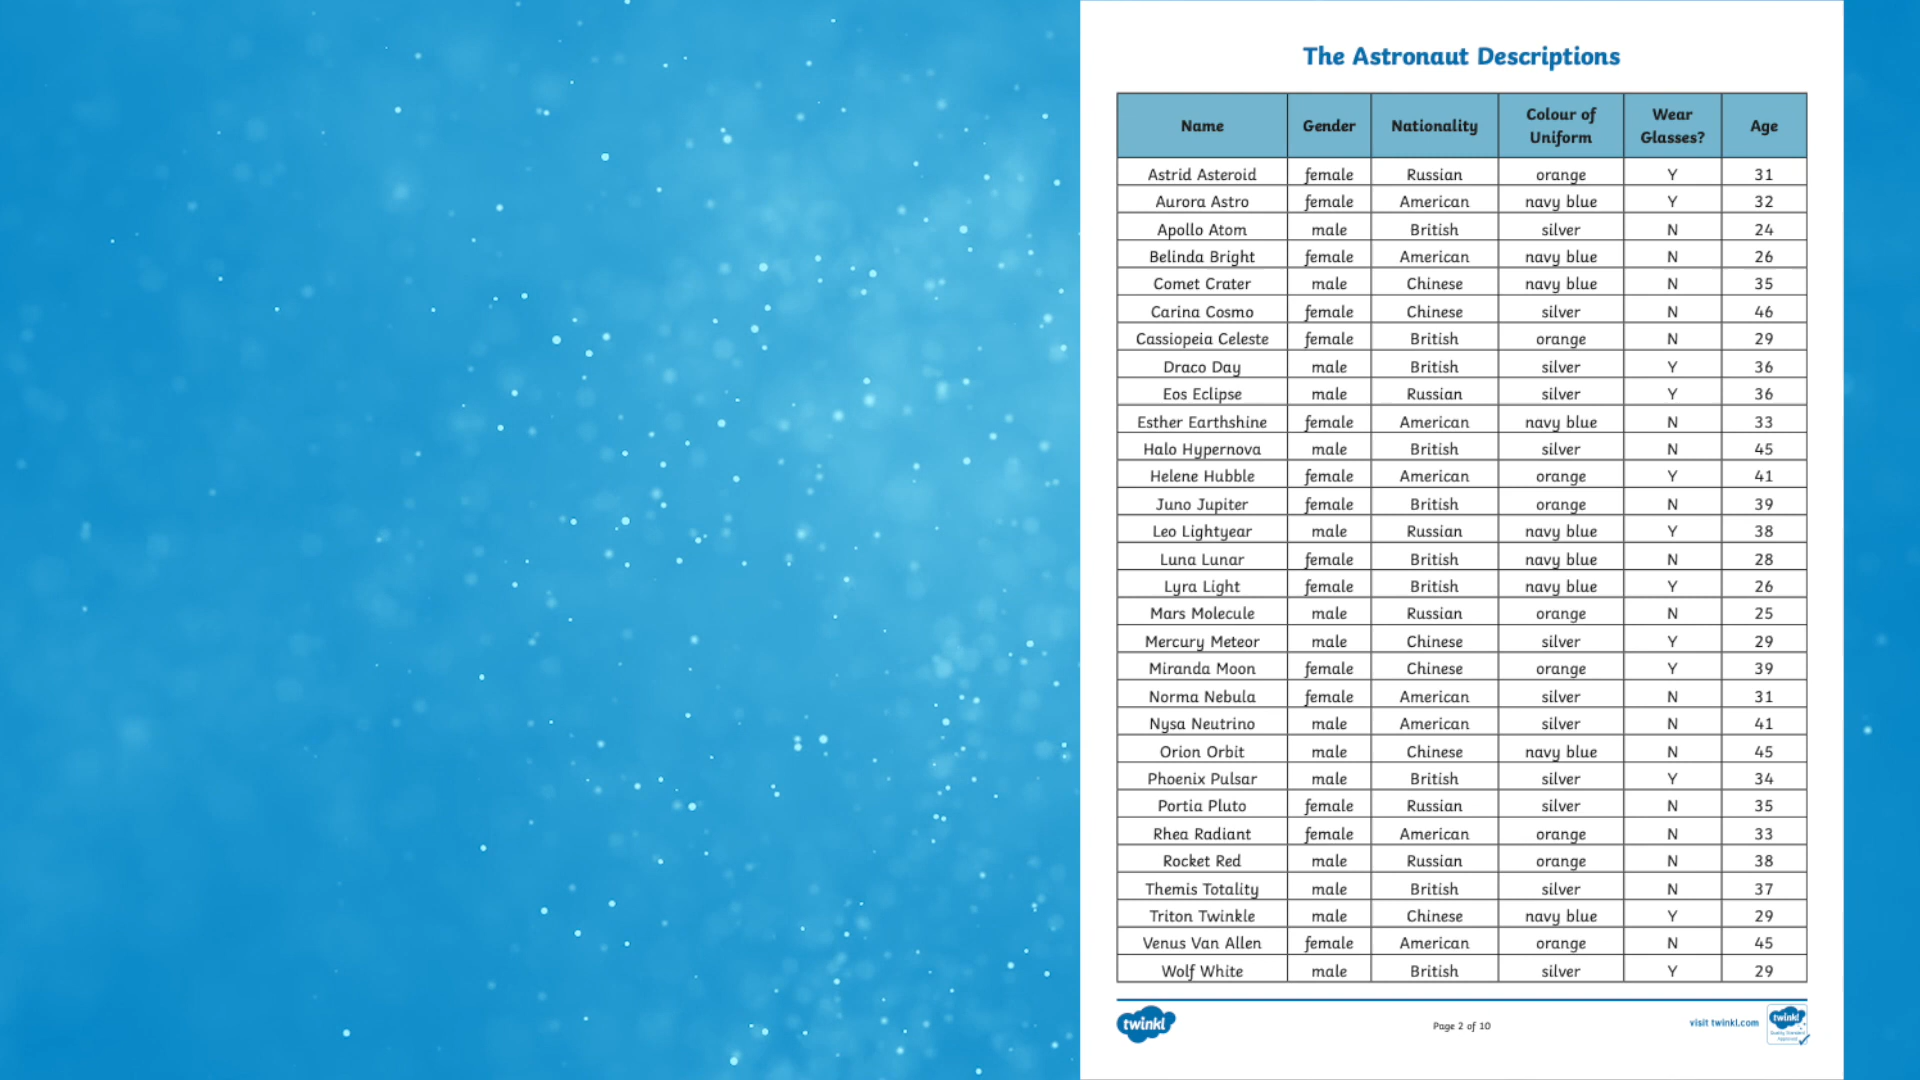 The Astronaut Descriptions
Name Gender Nationality Colour of Uniform Wear Glasses? Age
Astrid Asteroid female Russian orange Y 31
Aurora Astro female American navy blue Y 32
Apollo Atom male British silver N 24
Belinda Bright female American navy blue N 26
Comet Crater male Chinese navy blue N 35
Carina Cosmo female Chinese silver N 46
Cassiopeia Celeste female British orange N 29
Draco Day male British silver Y 36
Eos Eclipse male Russian silver Y 36
Esther Earthshine female American navy blue N 33
Halo Hypernova male British silver N 45
Helene Hubble female American orange Y 41
Juno Jupiter female British orange N 39
Leo Lightyear male Russian navy blue Y 38
Luna Lunar female British navy blue N 28
Lyra Light female British navy blue Y 26
Mars Molecule male Russian orange N 25
Mercury Meteor male Chinese silver Y 29
Miranda Moon female Chinese orange Y 39
Norma Nebula female American silver N 31
Nysa Neutrino male American silver N 41
Orion Orbit male Chinese navy blue N 45
Phoenix Pulsar male British silver Y 34
Portia Pluto female Russian silver N 35
Rhea Radiant female American orange N 33
Rocket Red male Russian orange N 38
Themis Totality male British silver N 37
Triton Twinkle male Chinese navy blue Y 29
Venus Van Allen female American orange N 45
Wolf White male British silver Y 29
twinkl Page 2 of 10 visit twinkl.com twinkl
Quality Standard
Approved